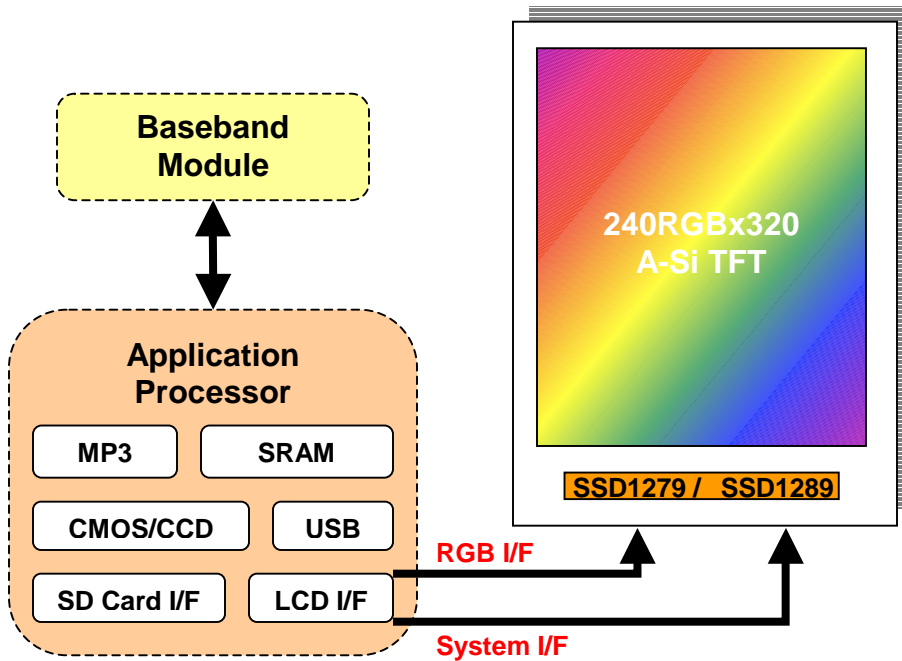 Baseband
Module
240RGBx320
A-Si TFT
Application
Processor
MP3 SRAM
CMOS/CCD USB
SD Card I/F LCD I/F
SSD1279 / SSD1289
RGB I/F
System I/F